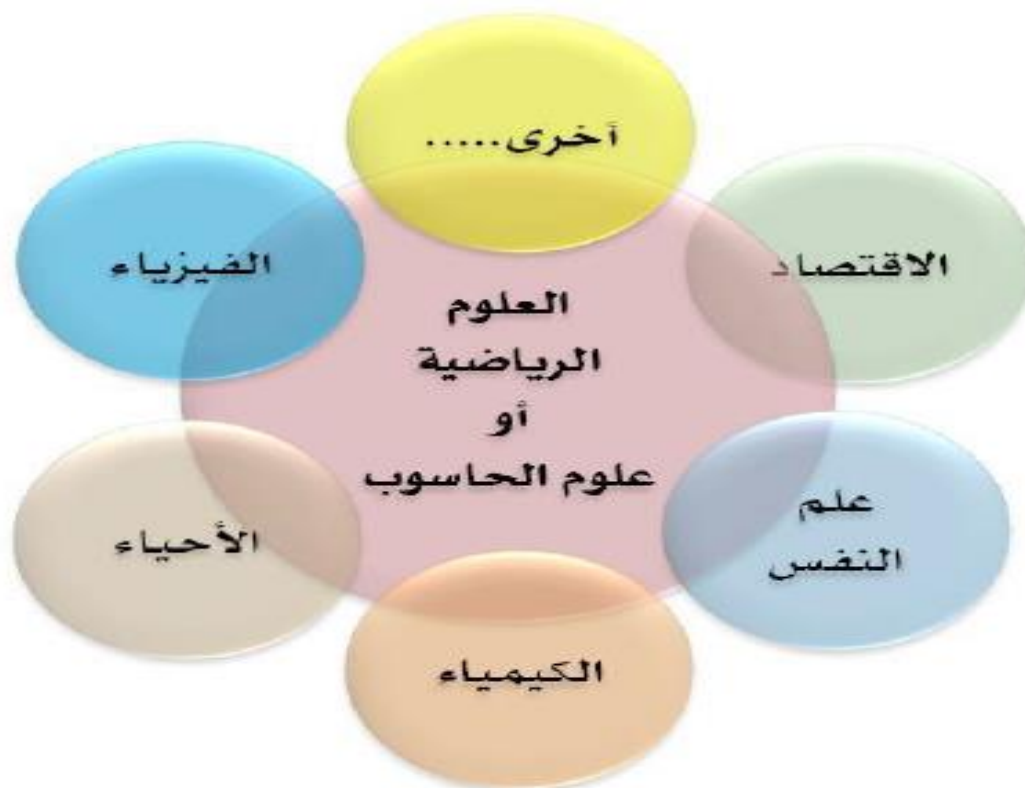 أخرى.....
الاقتصاد
الفيزياء
العلوم
الرياضية
أو
علوم الحاسوب
علم
النفس
الأحياء
الكيمياء